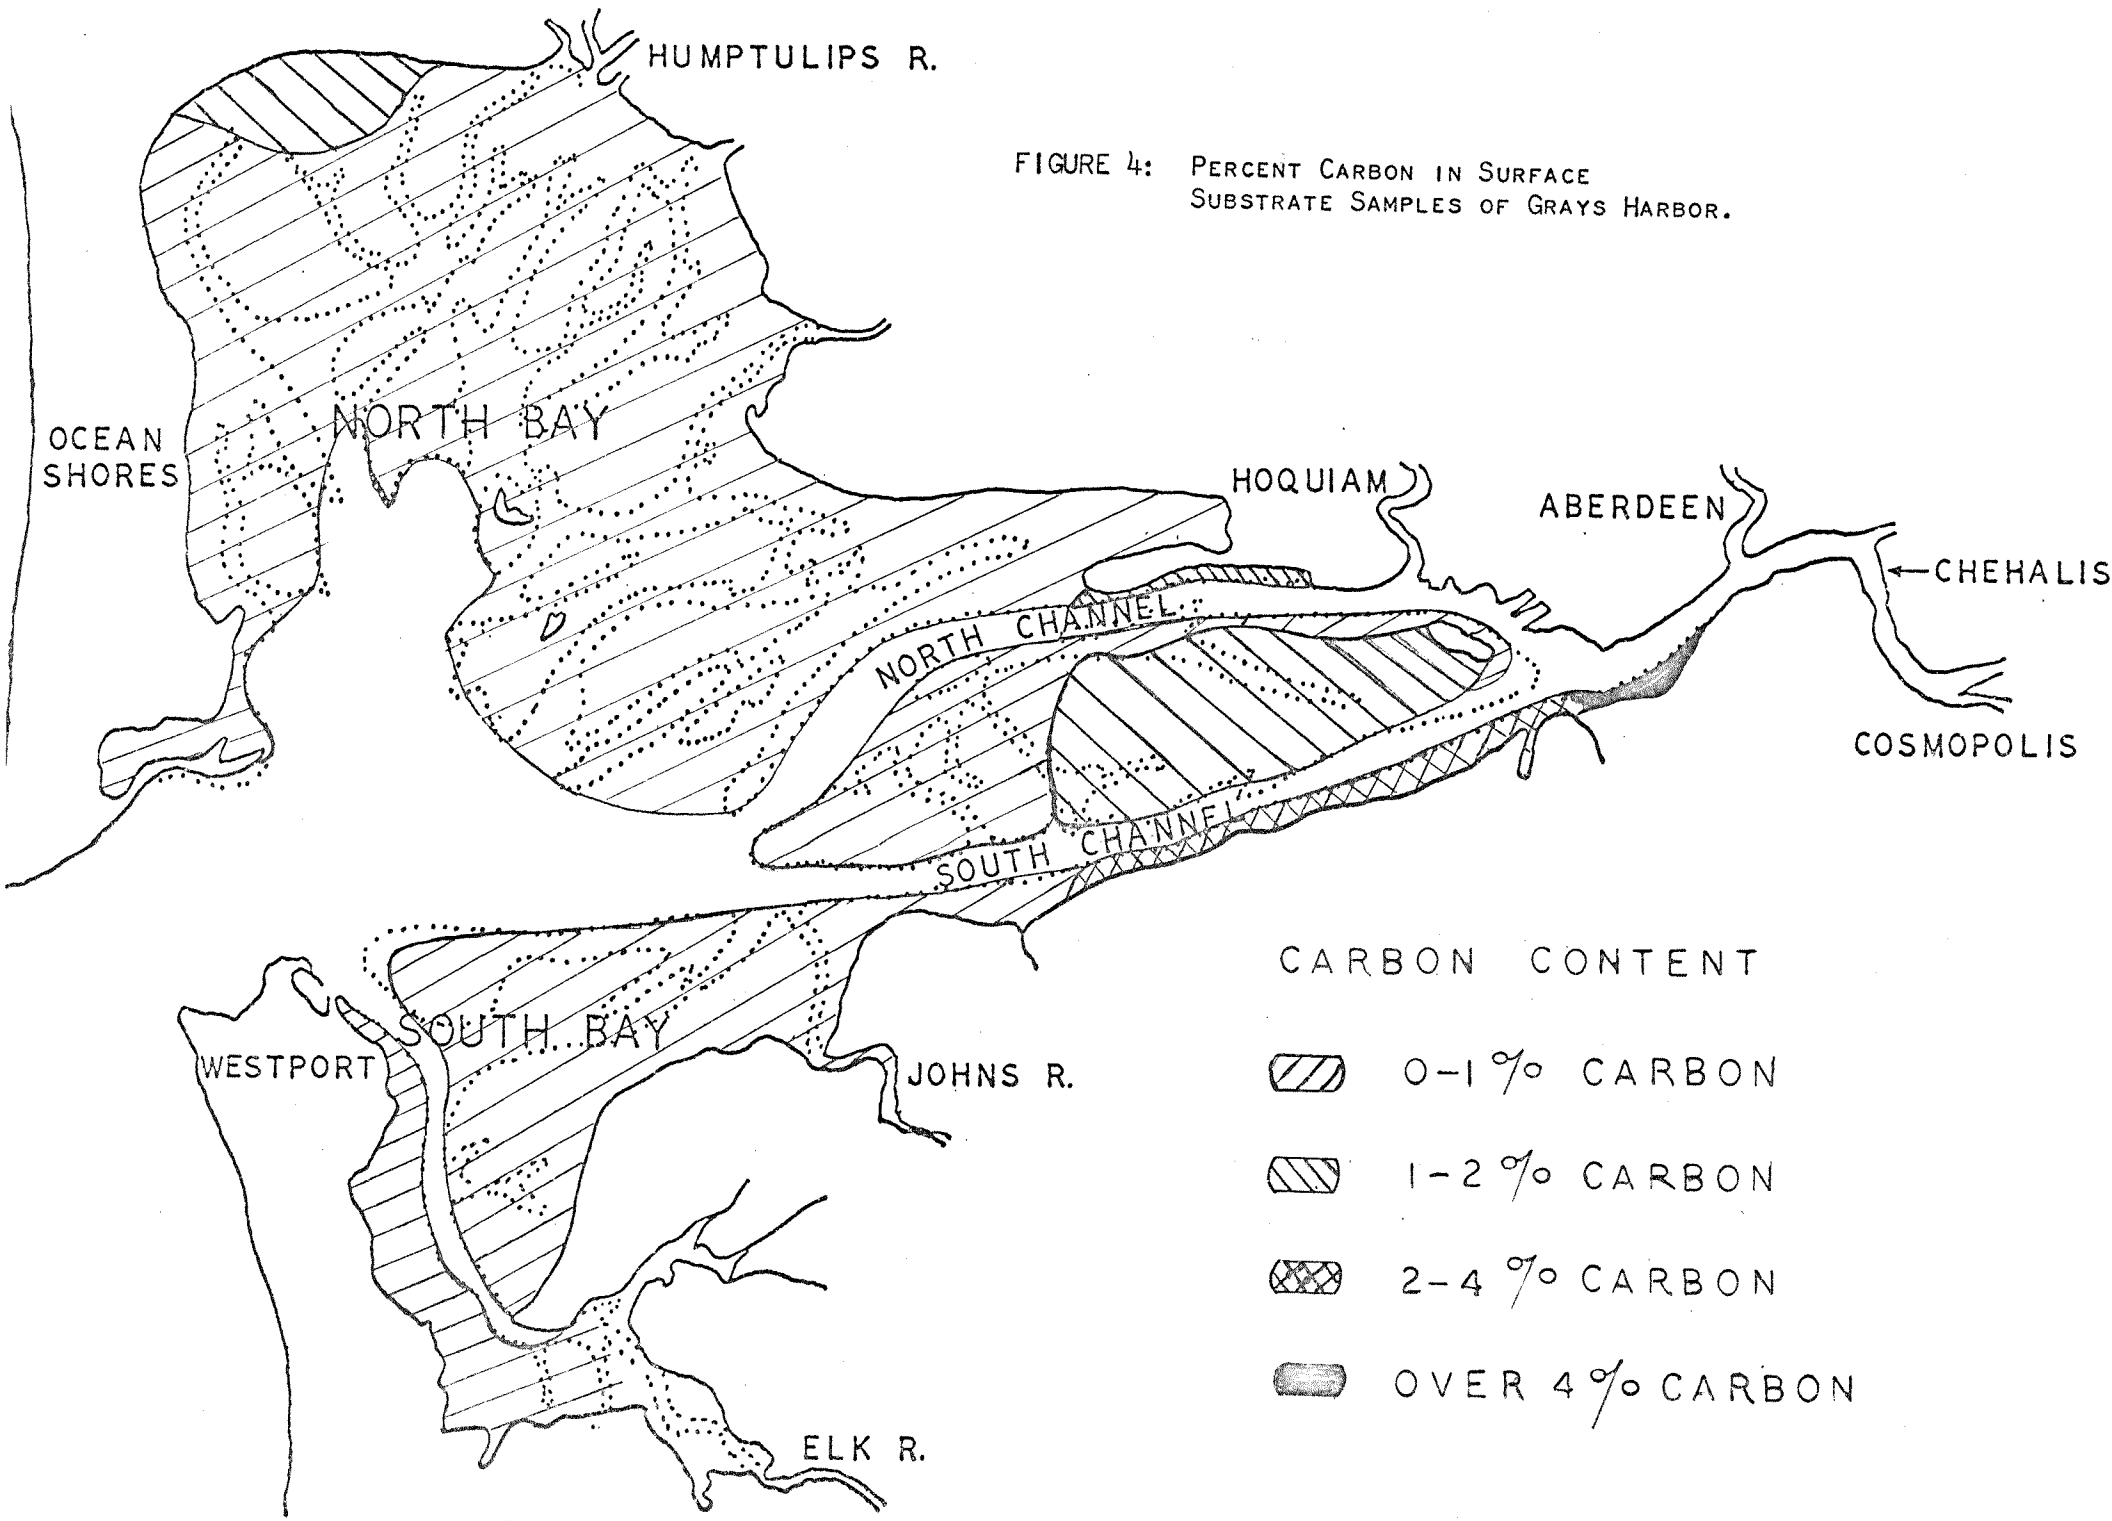 HUMPTULIPS R.
FIGURE 4: PERCENT CARBON IN SURFACE
SUBSTRATE SAMPLES OF GRAYS HARBOR.
NORTH BAY
OCEAN
SHORES
HOQUIAM
ABERDEEN
CHEHALIS
COSMOPOLIS
NORTH CHANNEL
SOUTH CHANNEL
SOUTH BAY
WESTPORT
JOHNS R.
ELK R.
CARBON CONTENT
0-1% CARBON
1-2% CARBON
2-4% CARBON
OVER 4% CARBON